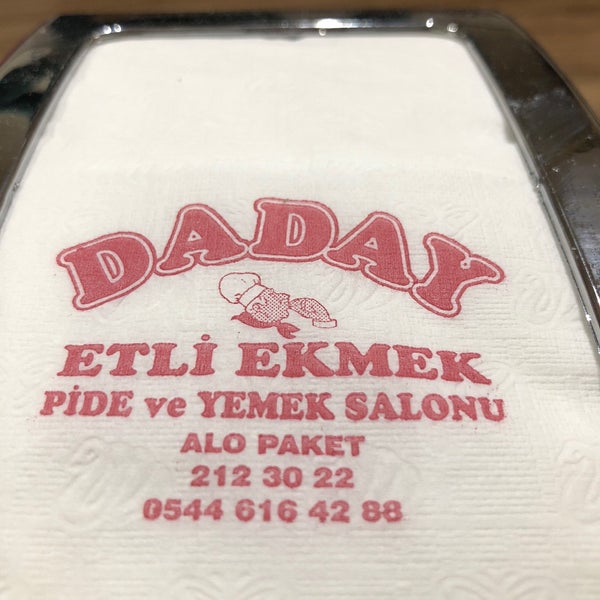 DADAY
ETLİ EKMEK
PİDE ve YEMEK SALONU
ALO PAKET
212 30 22
0544 616 42 88